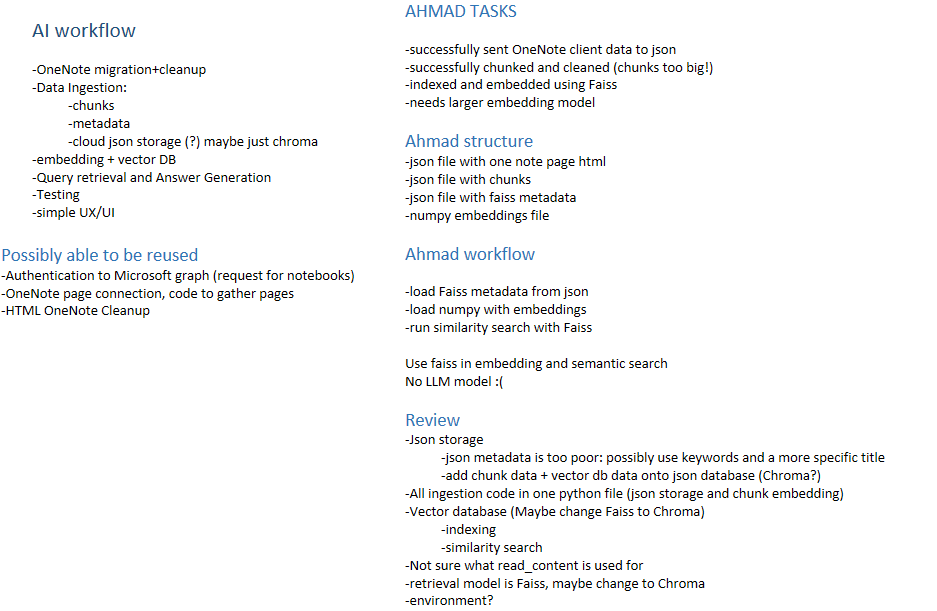 AI workflow
-OneNote migration+cleanup
-Data Ingestion:
-chunks
-metadata
-cloud json storage (?) maybe just chroma
-embedding + vector DB
-Query retrieval and Answer Generation
-Testing
-simple UX/UI
Possibly able to be reused
-Authentication to Microsoft graph (request for notebooks)
-OneNote page connection, code to gather pages
-HTML OneNote Cleanup
AHMAD TASKS
-successfully sent OneNote client data to json
-successfully chunked and cleaned (chunks too big!)
-indexed and embedded using Faiss
-needs larger embedding model
Ahmad structure
-json file with one note page html
-json file with chunks
-json file with faiss metadata
-numpy embeddings file
Ahmad workflow
-load Faiss metadata from json
-load numpy with embeddings
-run similarity search with Faiss
Use faiss in embedding and semantic search
No LLM model :(
Review
-Json storage
-json metadata is too poor: possibly use keywords and a more specific title
-add chunk data + vector db data onto json database (Chroma?)
-All ingestion code in one python file (json storage and chunk embedding)
-Vector database (Maybe change Faiss to Chroma)
-indexing
-similarity search
-Not sure what read_content is used for
-retrieval model is Faiss, maybe change to Chroma
-environment?